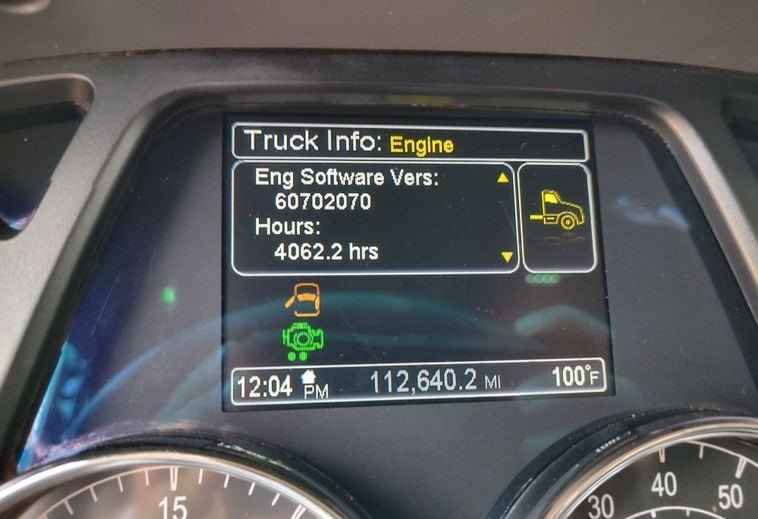 Truck Info: Engine
Eng Software Vers:
60702070
Hours:
4062.2 hrs
12:04 PM 112,640.2 MI 100°F
15
30 40 50